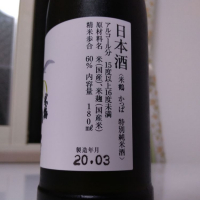 日本酒
(米鶴 かっぱ 特別純米酒)
アルコール分 15度以上16度未満
原材料名 米(国産)、米麹(国産米)
精米歩合 60% 内容量 180ml
製造年月
20.03